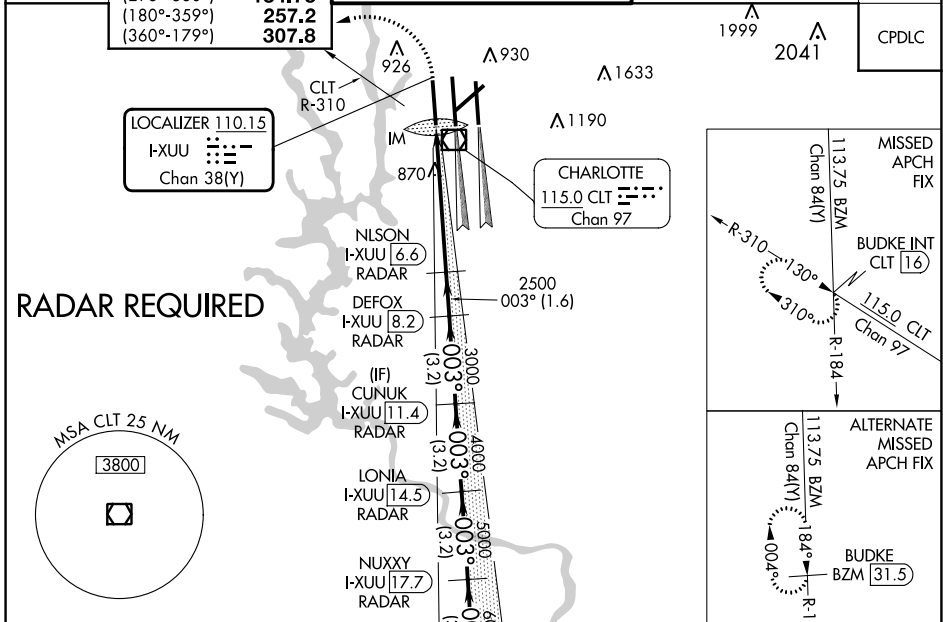 (180°-359°) 257.2
(360°-179°) 307.8
926
930
1633
1190
1999
2041
CPDLC
CLT
R-310
LOCALIZER 110.15
I-XUU
Chan 38(Y)
IM
870
CHARLOTTE
115.0 CLT
Chan 97
NLSON
I-XUU 6.6
RADAR
2500
003° (1.6)
DEFOX
I-XUU 8.2
RADAR
3000
003°
(3.2)
(IF)
CUNUK
I-XUU 11.4
RADAR
4000
003°
(3.2)
LONIA
I-XUU 14.5
RADAR
5000
003°
(3.2)
NUXXY
I-XUU 17.7
RADAR
RADAR REQUIRED
MSA CLT 25 NM
3800
MISSED
APCH
FIX
113.75 BZM
Chan 84(Y)
BUDKE INT
CLT 16
R-310
130°
310°
115.0 CLT
Chan 97
R-184
ALTERNATE
MISSED
APCH FIX
113.75 BZM
Chan 84(Y)
184°
004°
BUDKE
BZM 31.5
R-1